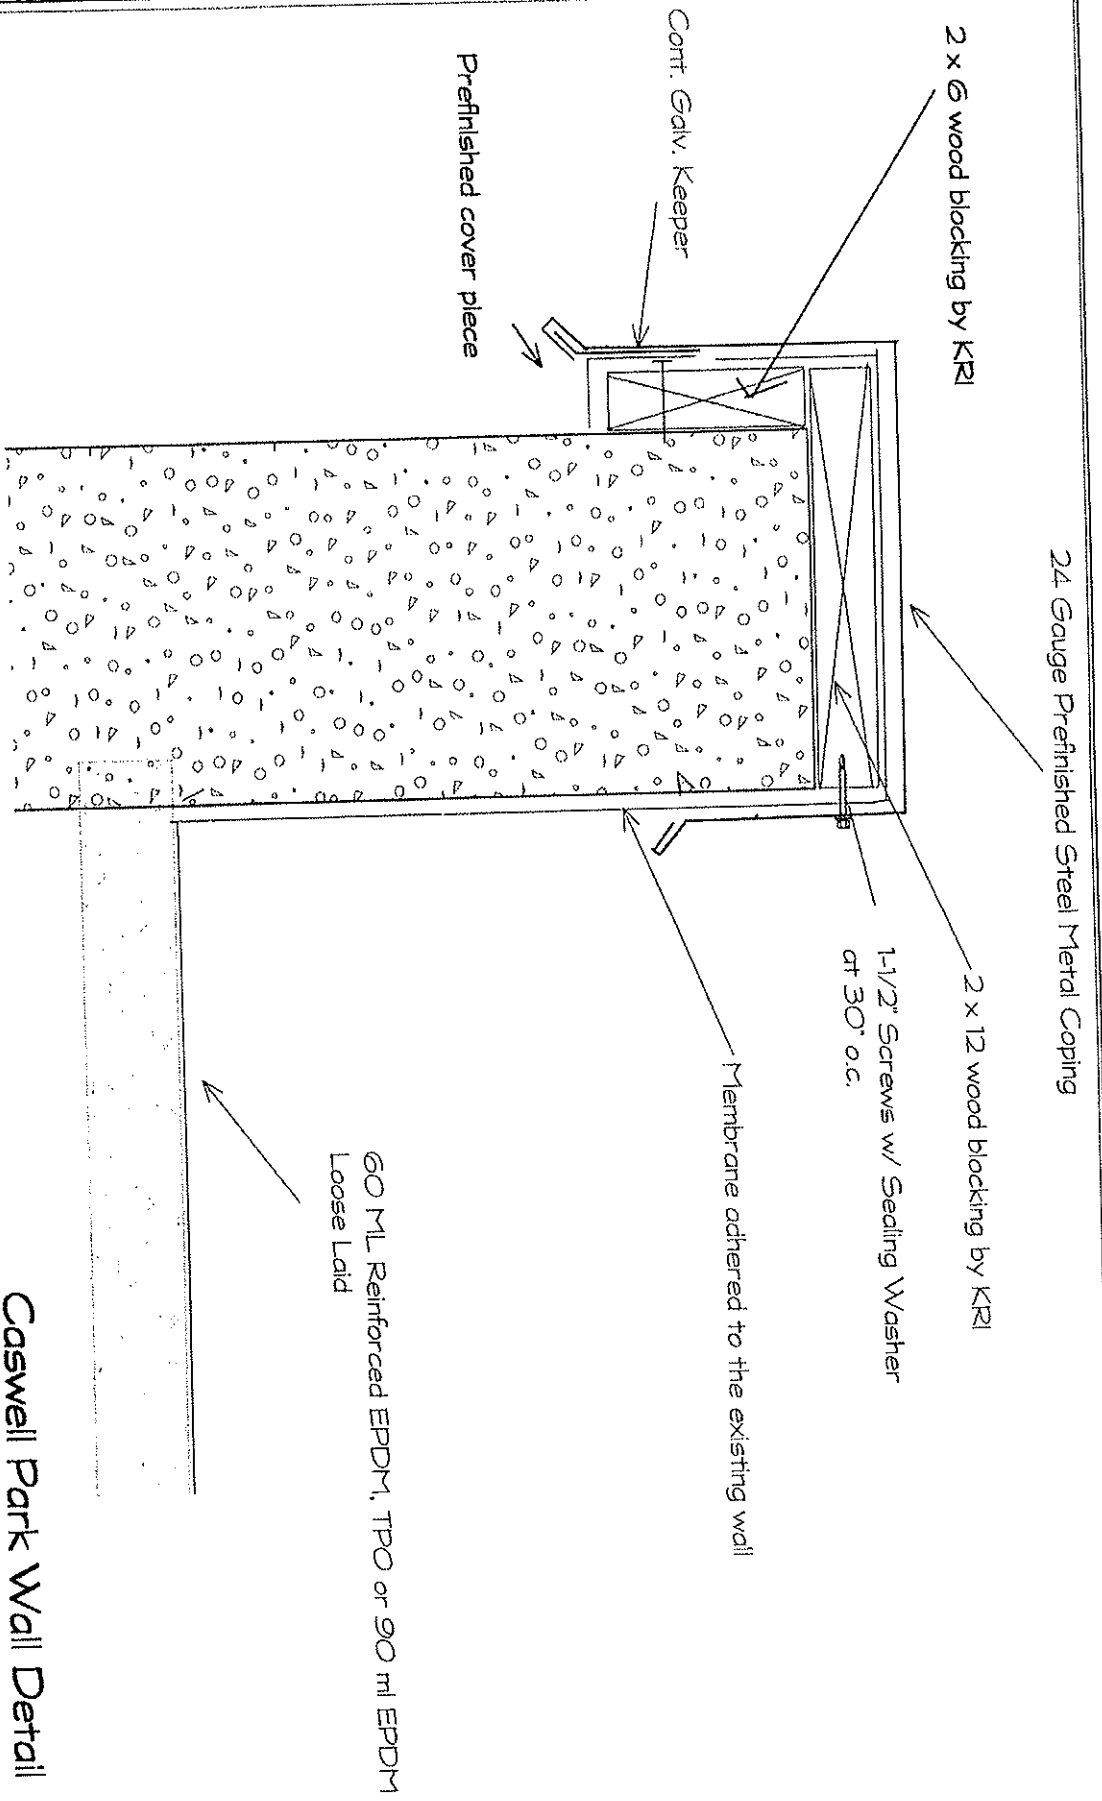 2 x 6 wood blocking by KRI
Cont. Galv. Keeper
Prefinished cover piece
24 Gauge Prefinished Steel Metal Coping
2 x 12 wood blocking by KRI
1-1/2" Screws w/ Sealing Washer
at 30" o.c.
Membrane adhered to the existing wall
60 ML Reinforced EPDM, TPO or 90 ml EPDM
Loose Laid
Caswell Park Wall Detail